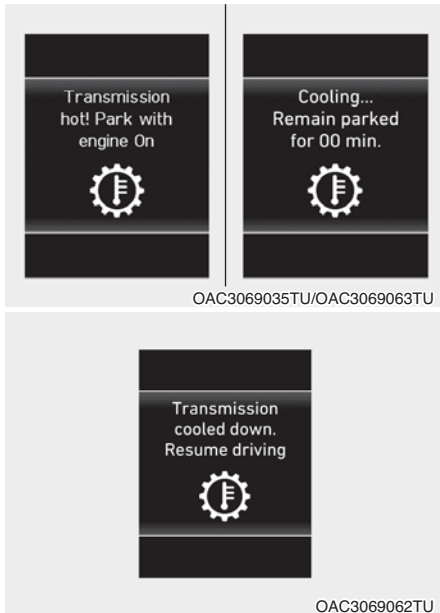 Transmission
hot! Park with
engine On
Cooling...
Remain parked
for 00 min.
OAC3069035TU/OAC3069063TU
Transmission
cooled down.
Resume driving
OAC3069062TU